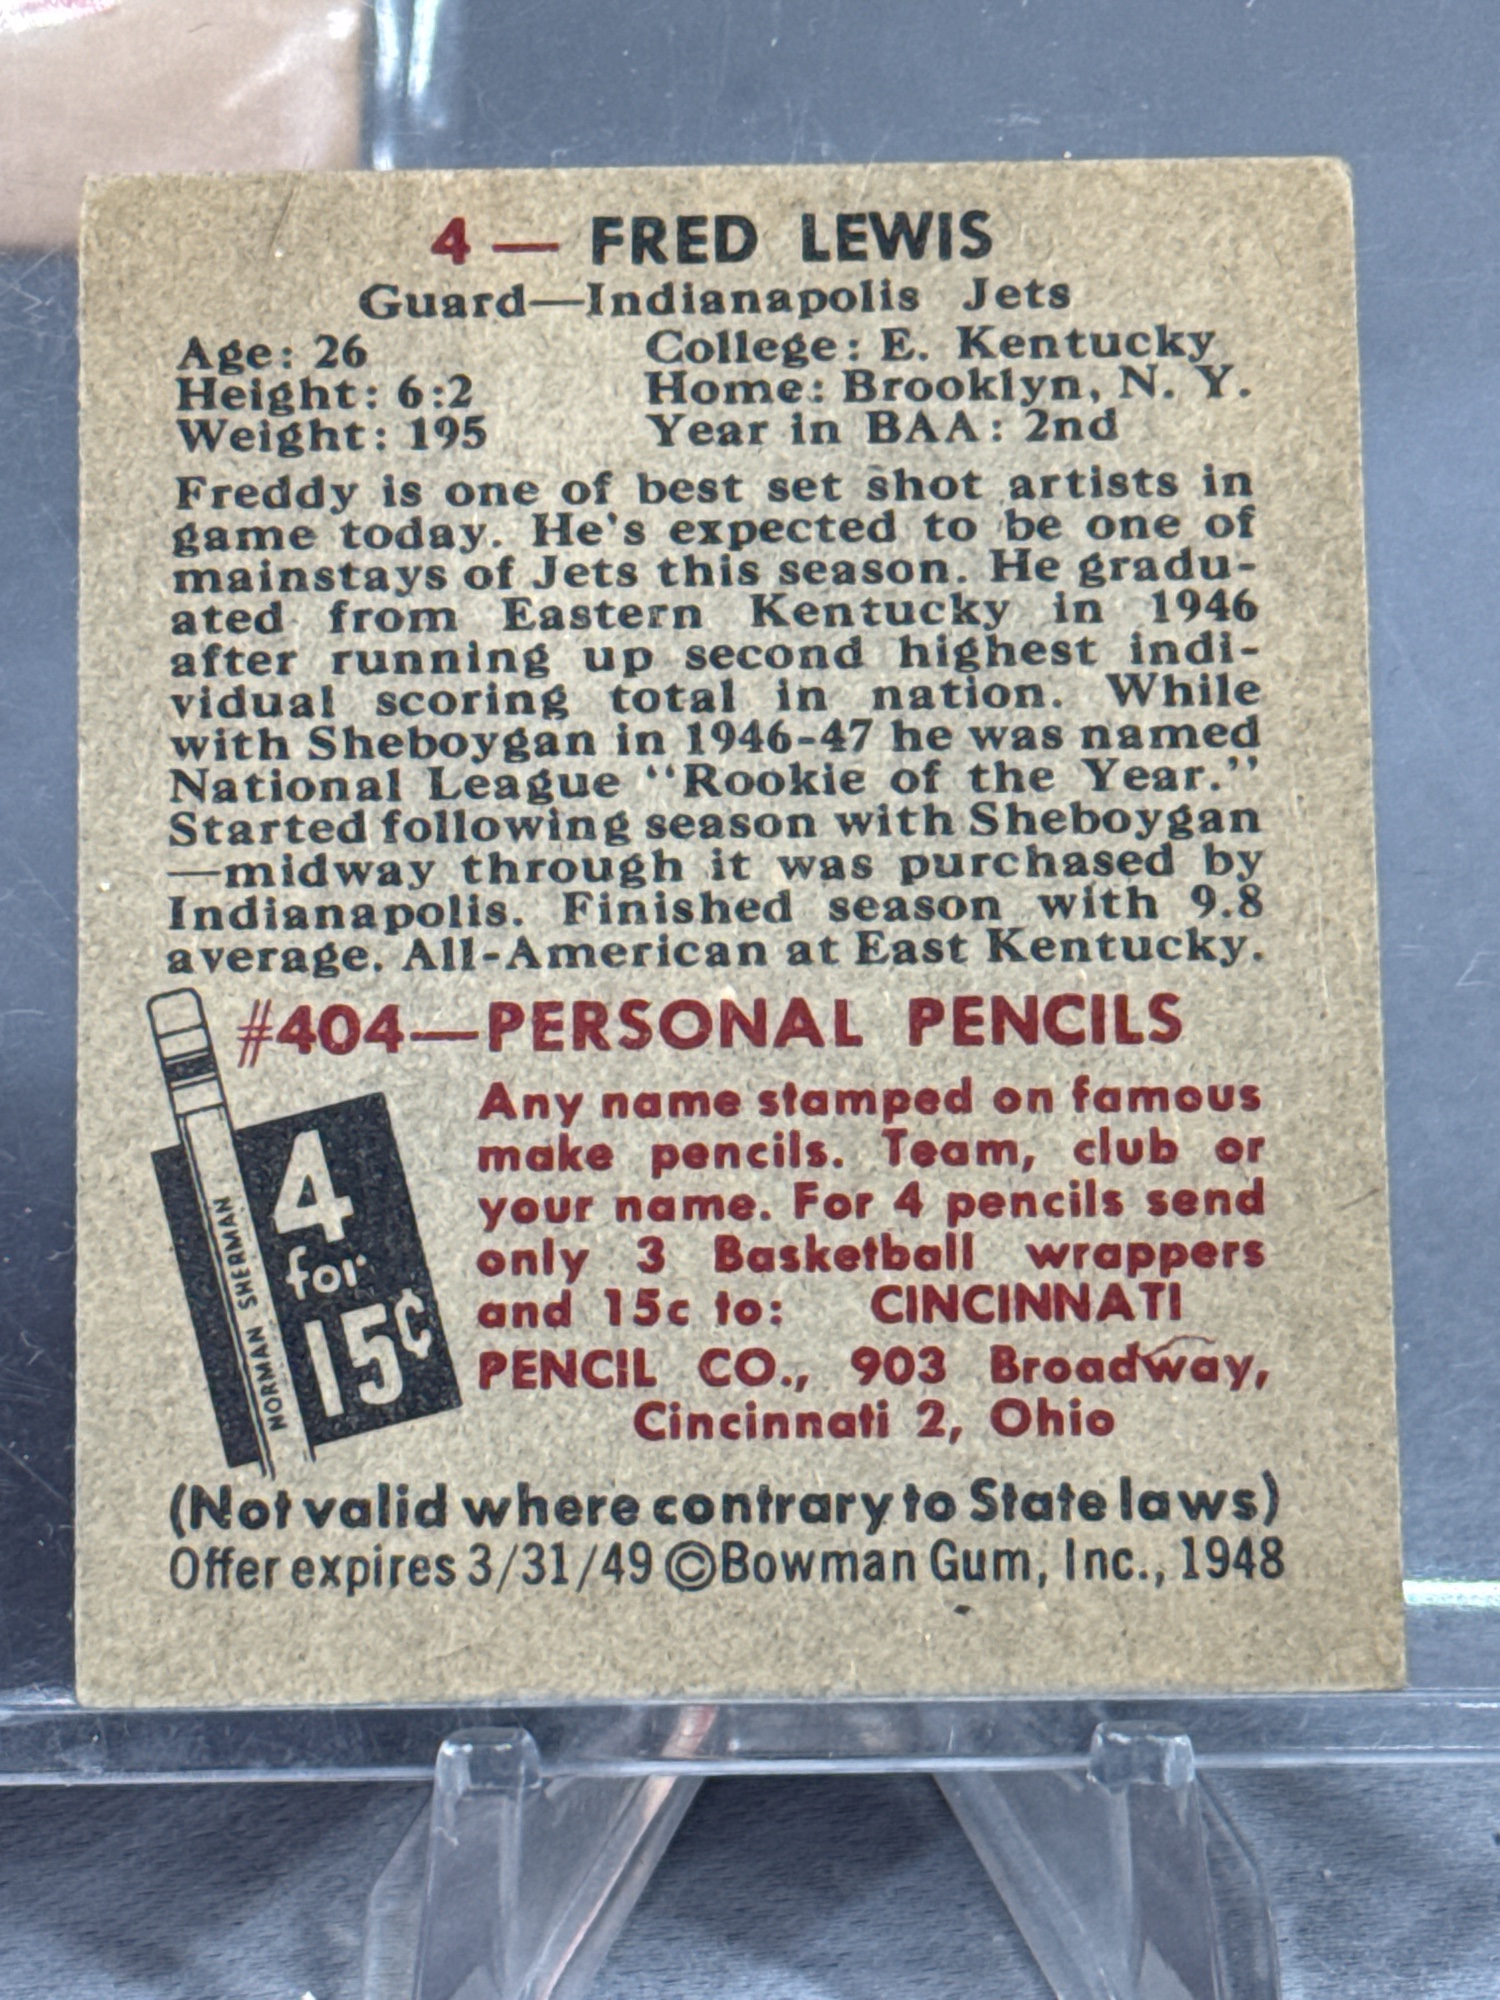 4 — FRED LEWIS
Guard—Indianapolis Jets
Age: 26 College: E. Kentucky
Height: 6:2 Home: Brooklyn, N. Y.
Weight: 195 Year in BAA: 2nd
Freddy is one of best set shot artists in
game today. He's expected to be one of
mainstays of Jets this season. He gradu-
ated from Eastern Kentucky in 1946
after running up second highest indi-
vidual scoring total in nation. While
with Sheboygan in 1946-47 he was named
National League "Rookie of the Year."
Started following season with Sheboygan
—midway through it was purchased by
Indianapolis. Finished season with 9.8
average. All-American at East Kentucky.
#404—PERSONAL PENCILS
4
for
15¢
NORMAN SHERMAN
Any name stamped on famous
make pencils. Team, club or
your name. For 4 pencils send
only 3 Basketball wrappers
and 15c to: CINCINNATI
PENCIL CO., 903 Broadway,
Cincinnati 2, Ohio
(Not valid where contrary to State laws)
Offer expires 3/31/49 ©Bowman Gum, Inc., 1948